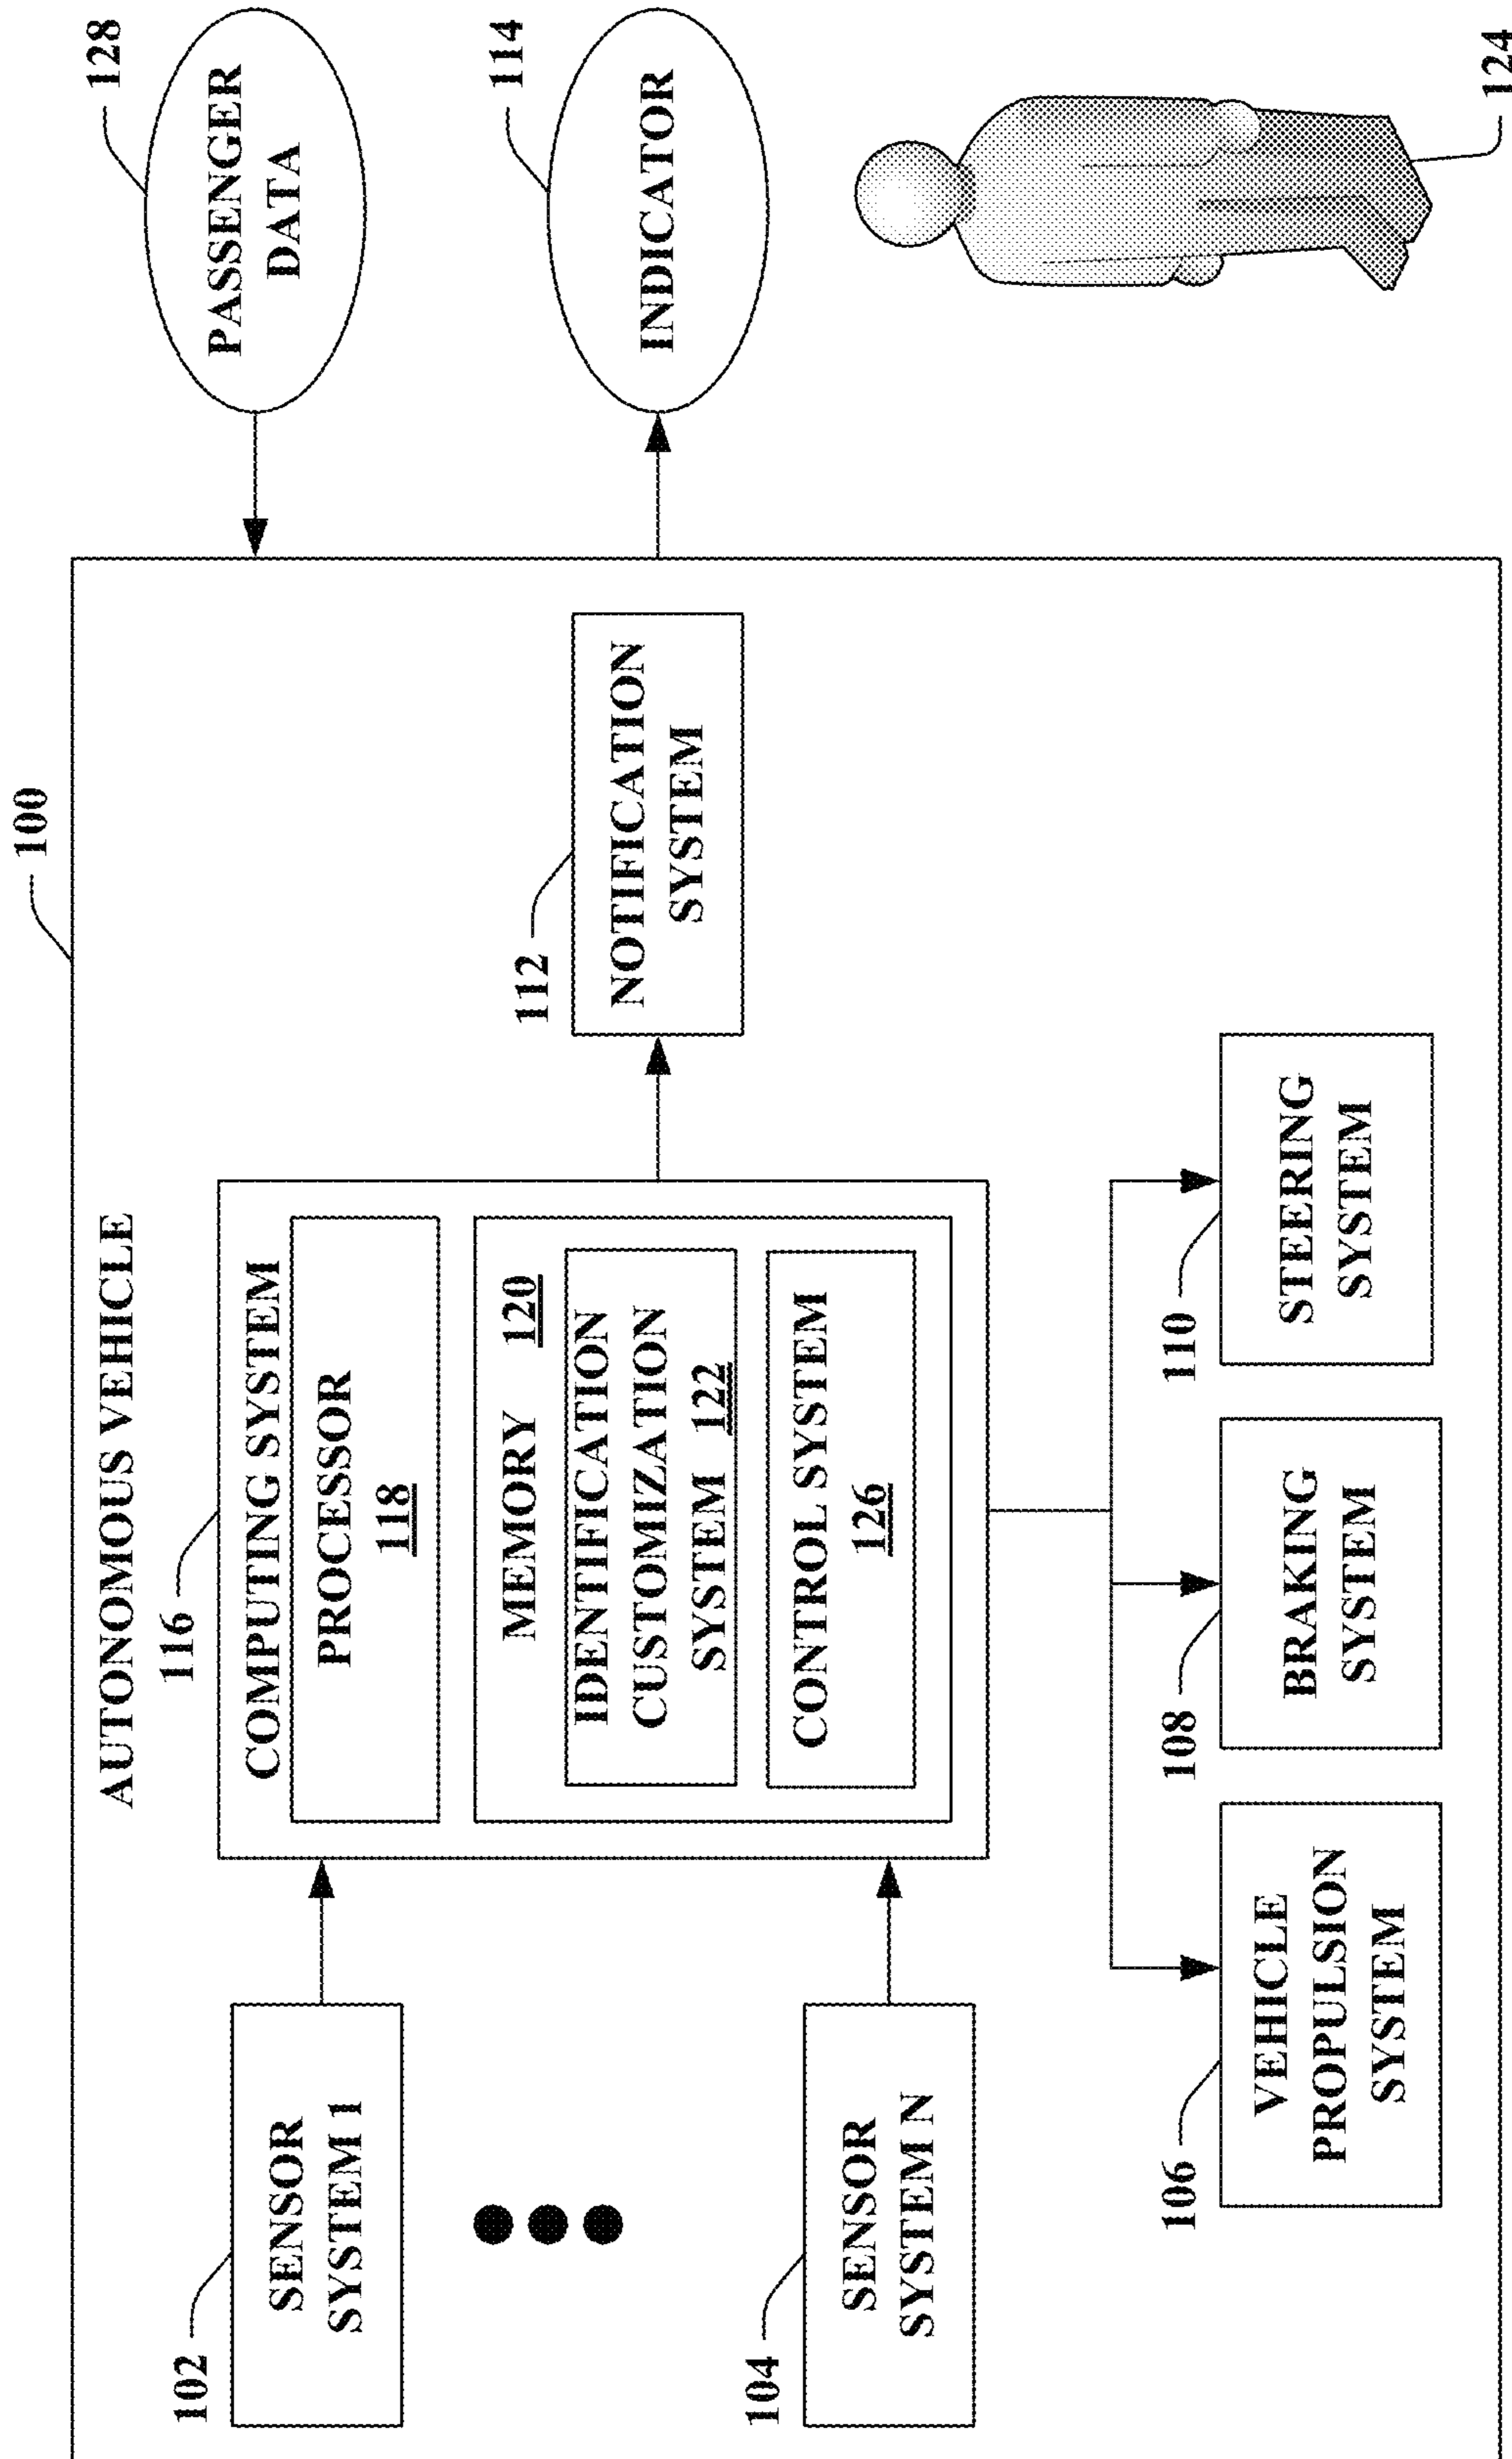 100
AUTONOMOUS VEHICLE
116
COMPUTING SYSTEM
PROCESSOR
118
MEMORY 120
IDENTIFICATION
CUSTOMIZATION
SYSTEM 122
CONTROL SYSTEM
126
102
SENSOR
SYSTEM 1
104
SENSOR
SYSTEM N
112
NOTIFICATION
SYSTEM
128
PASSENGER
DATA
114
INDICATOR
124
106
VEHICLE
PROPULSION
SYSTEM
108
BRAKING
SYSTEM
110
STEERING
SYSTEM